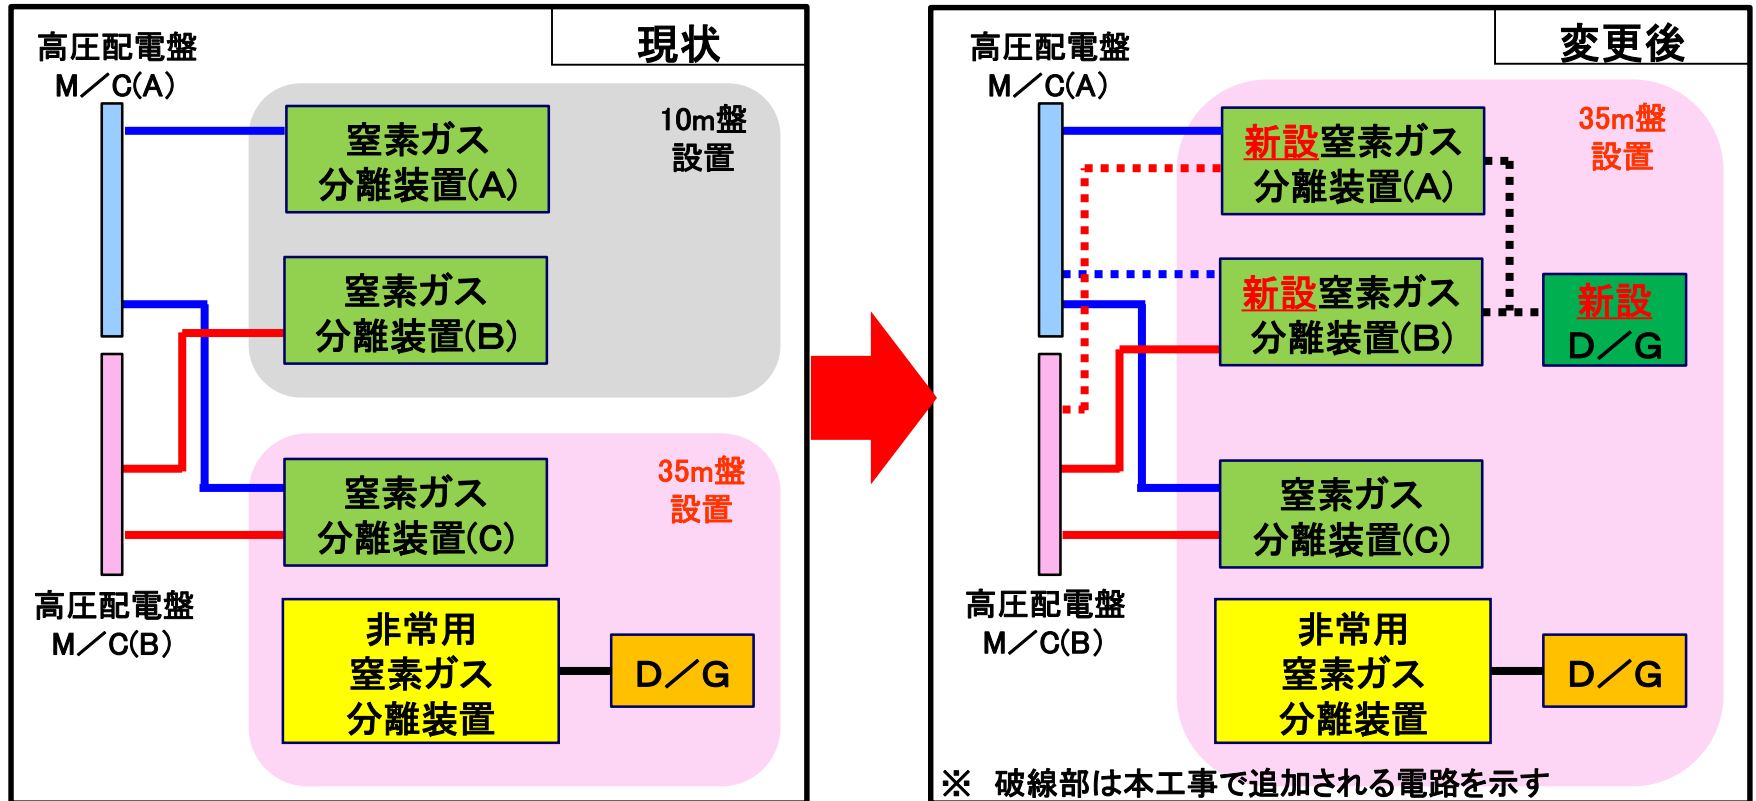 現状
高圧配電盤
M／C(A)
10m盤
設置
窒素ガス
分離装置(A)
窒素ガス
分離装置(B)
35m盤
設置
窒素ガス
分離装置(C)
高圧配電盤
M／C(B)
非常用
窒素ガス
分離装置
D／G
変更後
高圧配電盤
M／C(A)
35m盤
設置
新設窒素ガス
分離装置(A)
新設窒素ガス
分離装置(B)
新設
D／G
窒素ガス
分離装置(C)
高圧配電盤
M／C(B)
非常用
窒素ガス
分離装置
D／G
※ 破線部は本工事で追加される電路を示す